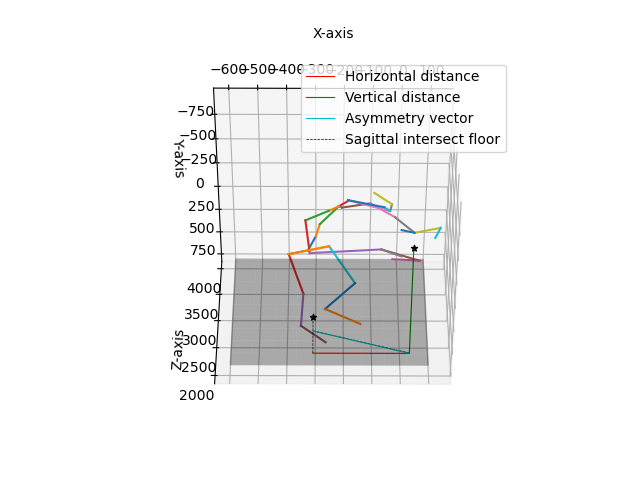 X-axis
−600 −500 −400 −300 −200 −100 0 100
Horizontal distance
Vertical distance
Asymmetry vector
Sagittal intersect floor
Y-axis
−750
−500
−250
0
250
500
750
Z-axis
4000
3500
3000
2500
2000